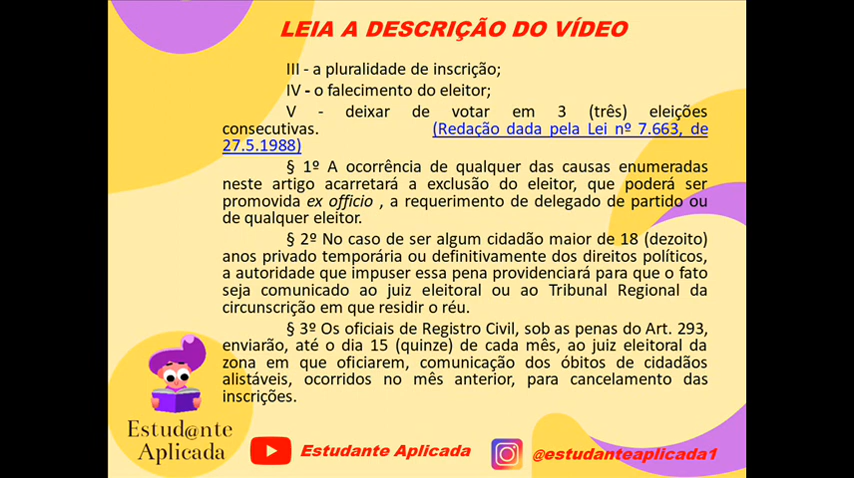 LEIA A DESCRIÇÃO DO VÍDEO
III - a pluralidade de inscrição;
IV - o falecimento do eleitor;
V - deixar de votar em 3 (três) eleições
consecutivas. (Redação dada pela Lei nº 7.663, de
27.5.1988)
§ 1º A ocorrência de qualquer das causas enumeradas
neste artigo acarretará a exclusão do eleitor, que poderá ser
promovida ex officio , a requerimento de delegado de partido ou
de qualquer eleitor.
§ 2º No caso de ser algum cidadão maior de 18 (dezoito)
anos privado temporária ou definitivamente dos direitos políticos,
a autoridade que impuser essa pena providenciará para que o fato
seja comunicado ao juiz eleitoral ou ao Tribunal Regional da
circunscrição em que residir o réu.
§ 3º Os oficiais de Registro Civil, sob as penas do Art. 293,
enviarão, até o dia 15 (quinze) de cada mês, ao juiz eleitoral da
zona em que oficiarem, comunicação dos óbitos de cidadãos
alistáveis, ocorridos no mês anterior, para cancelamento das
inscrições.
Estud@nte
Aplicada
Estudante Aplicada
@estudanteaplicada1